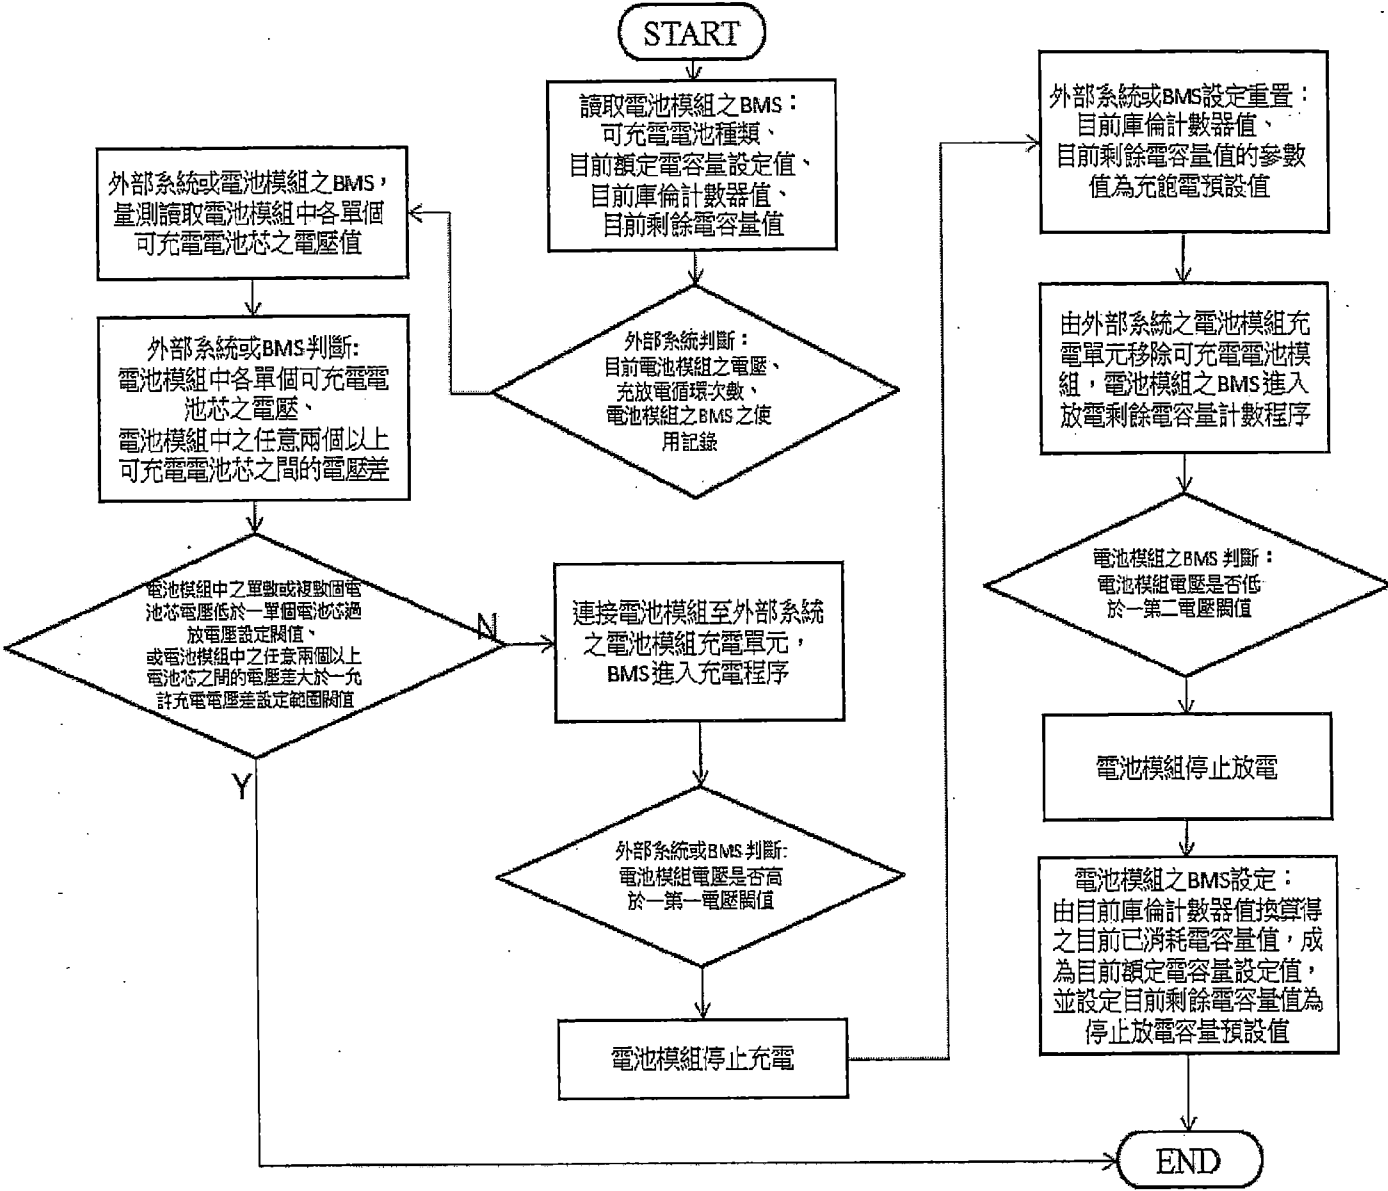 START
讀取電池模組之BMS：
可充電電池種類、
目前額定電容量設定值、
目前庫倫計數器值、
目前剩餘電容量值
外部系統判斷：
目前電池模組之電壓、
充放電循環次數、
電池模組之BMS之使
用記錄
外部系統或電池模組之BMS，
量測讀取電池模組中各單個
可充電電池芯之電壓值
外部系統或BMS判斷:
電池模組中各單個可充電電
池芯之電壓、
電池模組中之任意兩個以上
可充電電池芯之間的電壓差
電池模組中之單數或複數個電
池芯電壓低於一單個電池芯過
放電壓設定閥值、
或電池模組中之任意兩個以上
電池芯之間的電壓差大於一允
許充電電壓差設定範圍閥值
N
Y
連接電池模組至外部系統
之電池模組充電單元，
BMS進入充電程序
外部系統或BMS判斷:
電池模組電壓是否高
於一第一電壓閥值
電池模組停止充電
外部系統或BMS設定重置：
目前庫倫計數器值、
目前剩餘電容量值的參數
值為充飽電預設值
由外部系統之電池模組充
電單元移除可充電電池模
組，電池模組之BMS進入
放電剩餘電容量計數程序
電池模組之BMS判斷：
電池模組電壓是否低
於一第二電壓閥值
電池模組停止放電
電池模組之BMS設定：
由目前庫倫計數器值換算得
之目前已消耗電容量值，成
為目前額定電容量設定值，
並設定目前剩餘電容量值為
停止放電容量預設值
END